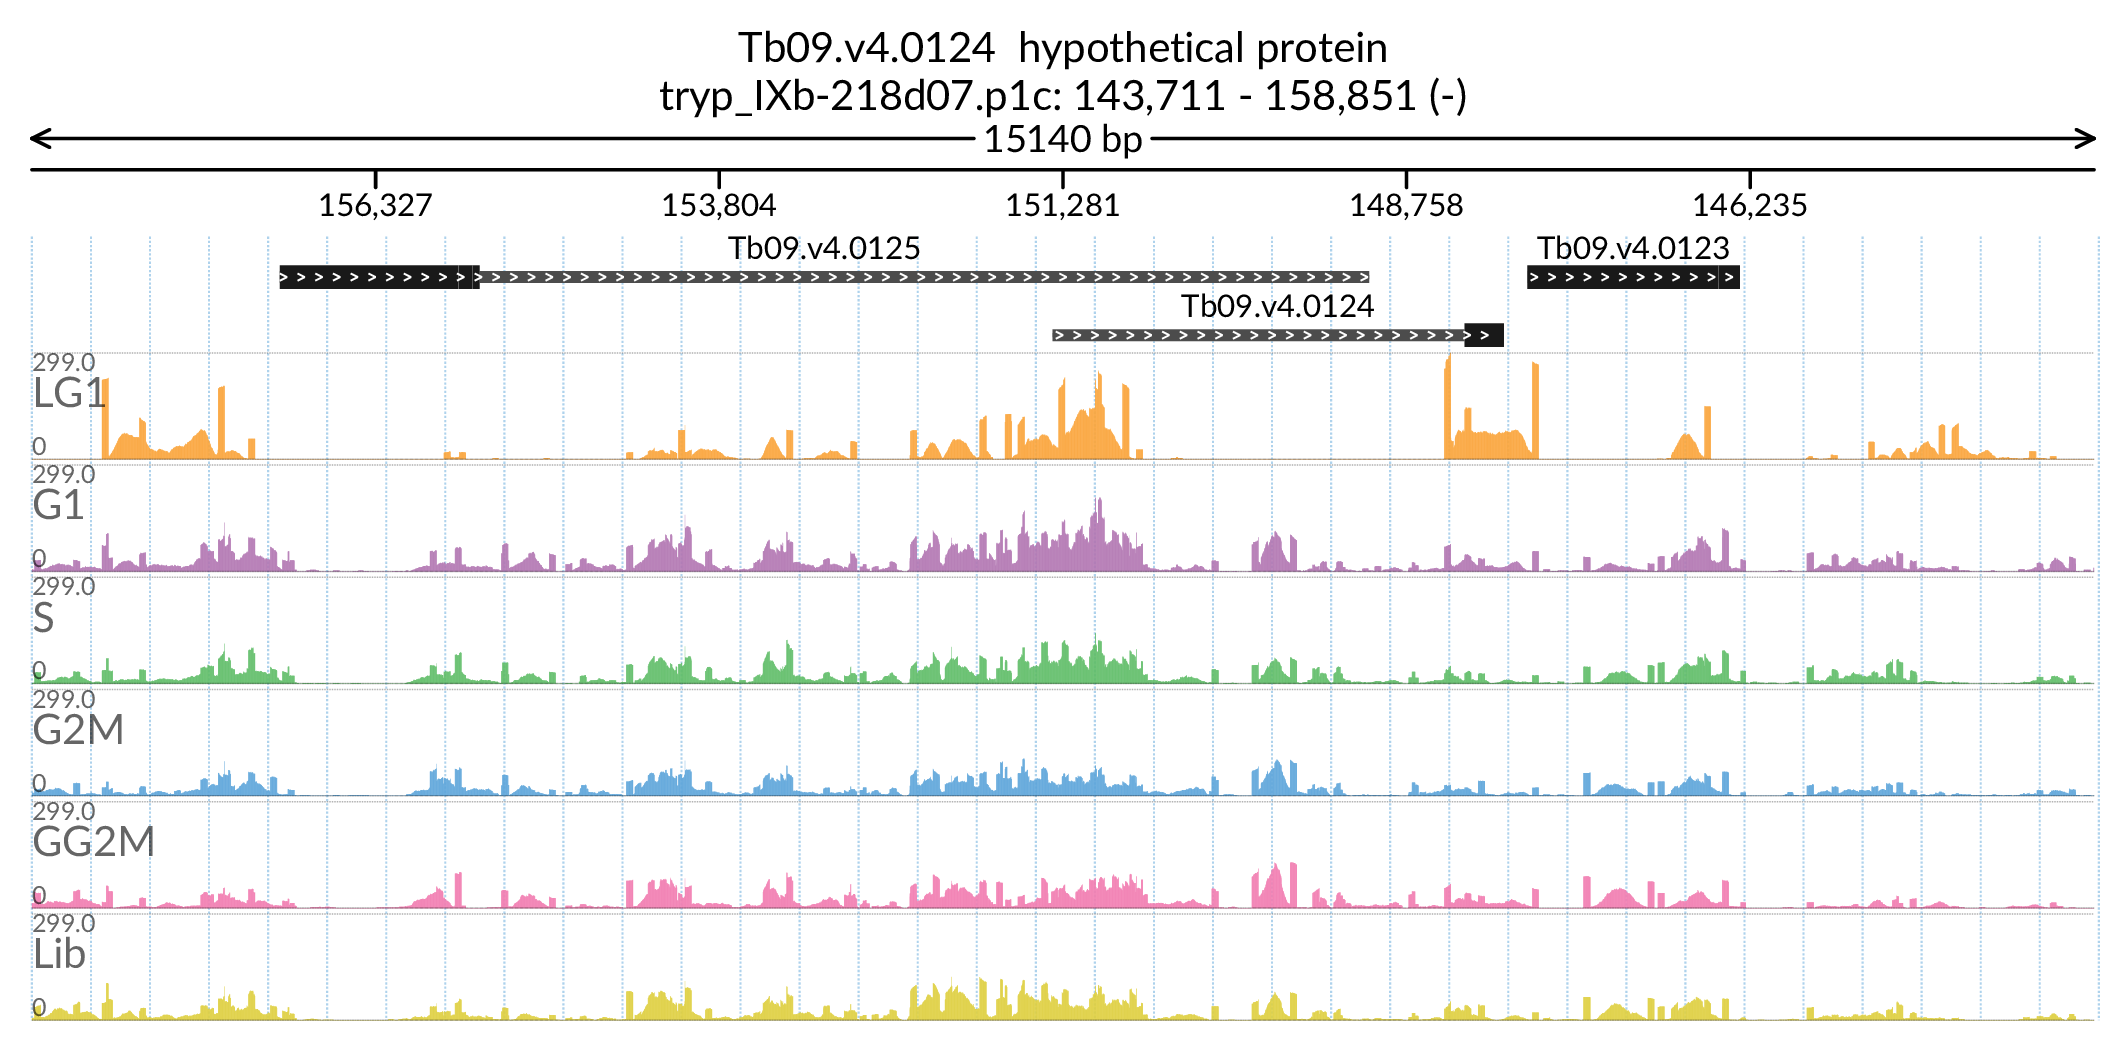 Tb09.v4.0124  hypothetical protein
tryp_IXb-218d07.p1c: 143,711 - 158,851 (-)
15140 bp
156,327 153,804 151,281 148,758 146,235
Tb09.v4.0125 Tb09.v4.0123
Tb09.v4.0124
299.0
LG1
0
299.0
G1
0
299.0
S
0
299.0
G2M
0
299.0
GG2M
0
299.0
Lib
0